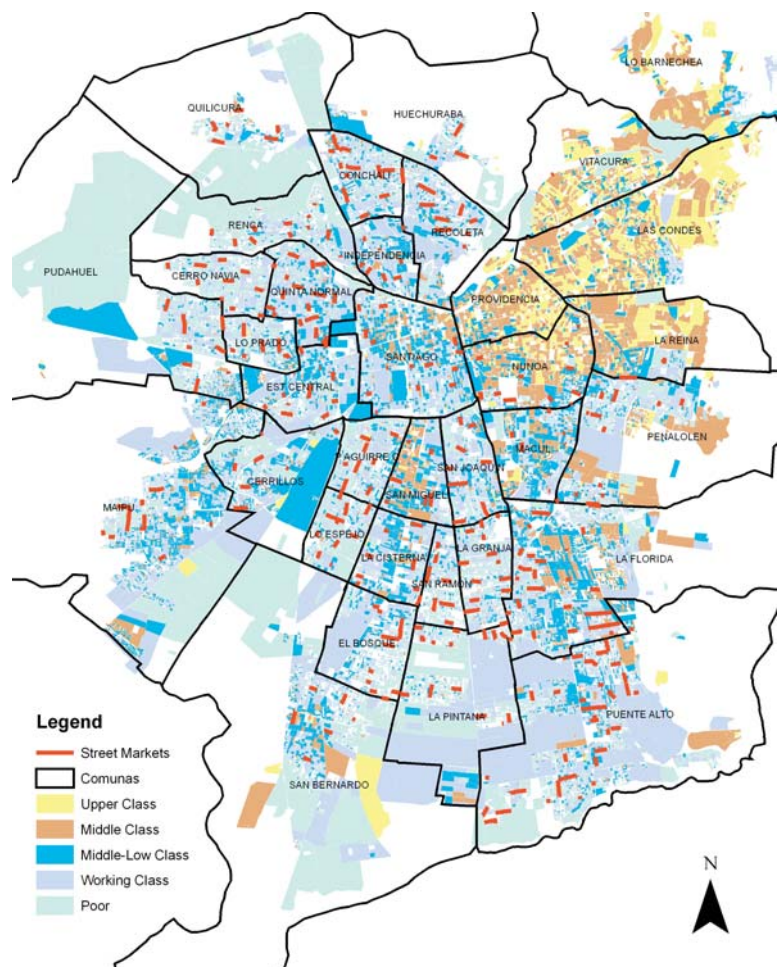 LO BARNECHEA
QUILICURA
HUECHURABA
VITACURA
CONCHALI
RENCA
RECOLETA
LAS CONDES
INDEPENDENCIA
PUDAHUEL
CERRO NAVIA
QUINTA NORMAL
PROVIDENCIA
LO PRADO
LA REINA
SANTIAGO
ÑUÑOA
EST CENTRAL
PEÑALOLEN
MACUL
P AGUIRRE C
SAN JOAQUIN
CERRILLOS
SAN MIGUEL
MAIPU
LO ESPEJO
LA GRANJA
LA CISTERNA
LA FLORIDA
SAN RAMON
EL BOSQUE
LA PINTANA
PUENTE ALTO
SAN BERNARDO
Legend
Street Markets
Comunas
Upper Class
Middle Class
Middle-Low Class
Working Class
Poor
N